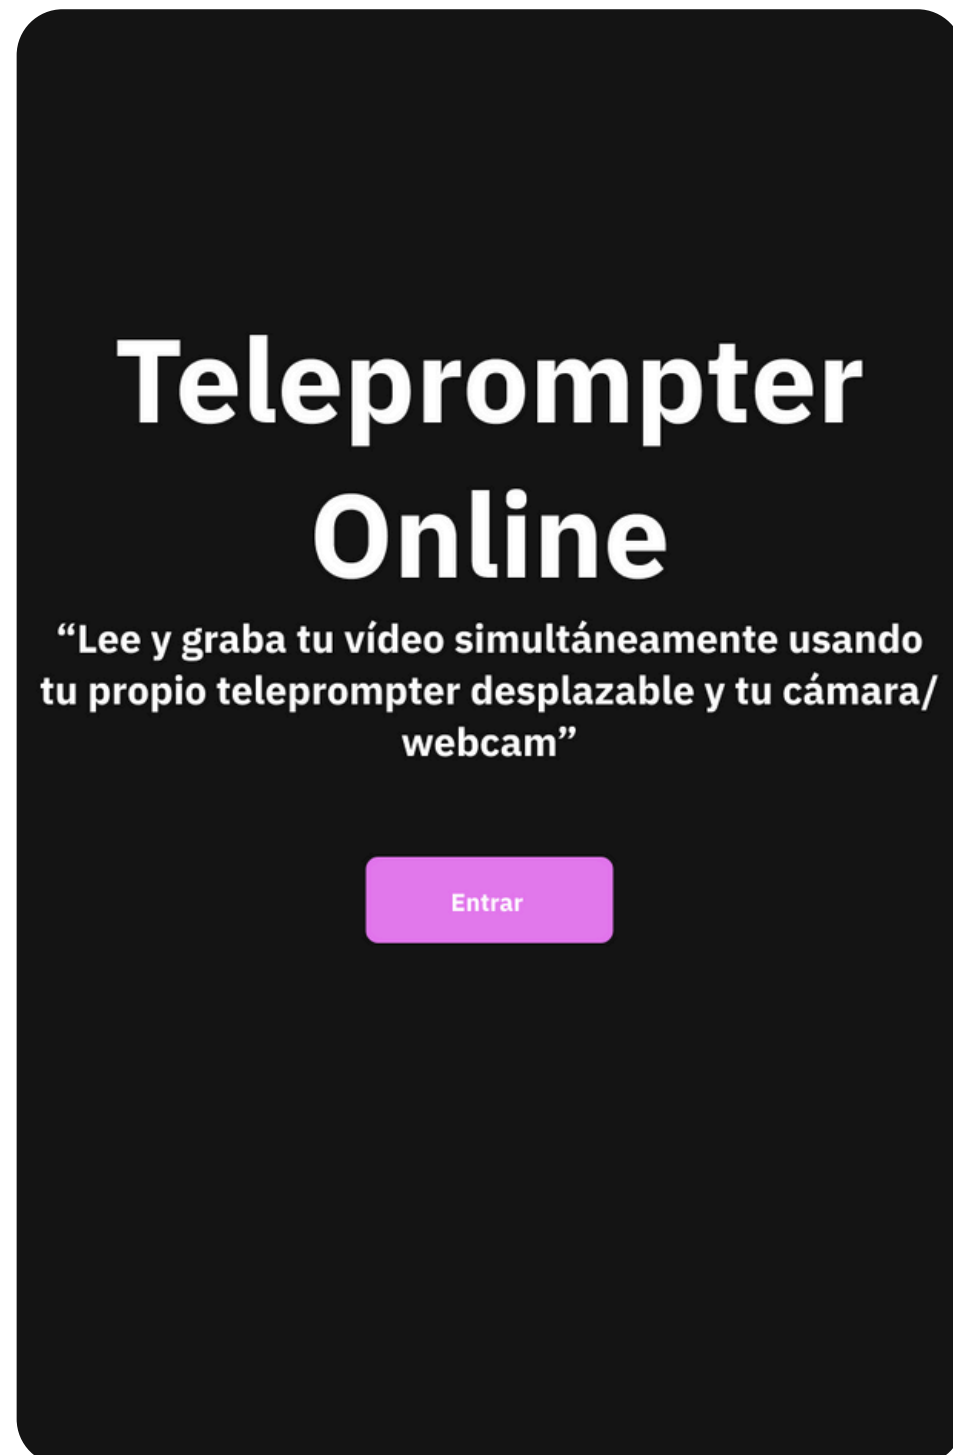 Teleprompter
Online
“Lee y graba tu vídeo simultáneamente usando
tu propio teleprompter desplazable y tu cámara/
webcam”
Entrar